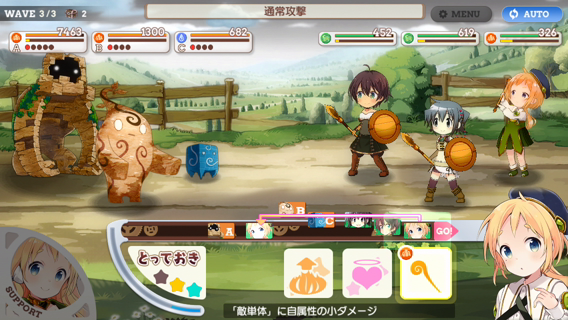 WAVE 3/3 2
通常攻撃
MENU
AUTO
7463
A
1300
B
682
C
452
619
326
B
A
C
GO!
とっておき
SUPPORT
「敵単体」に自属性の小ダメージ